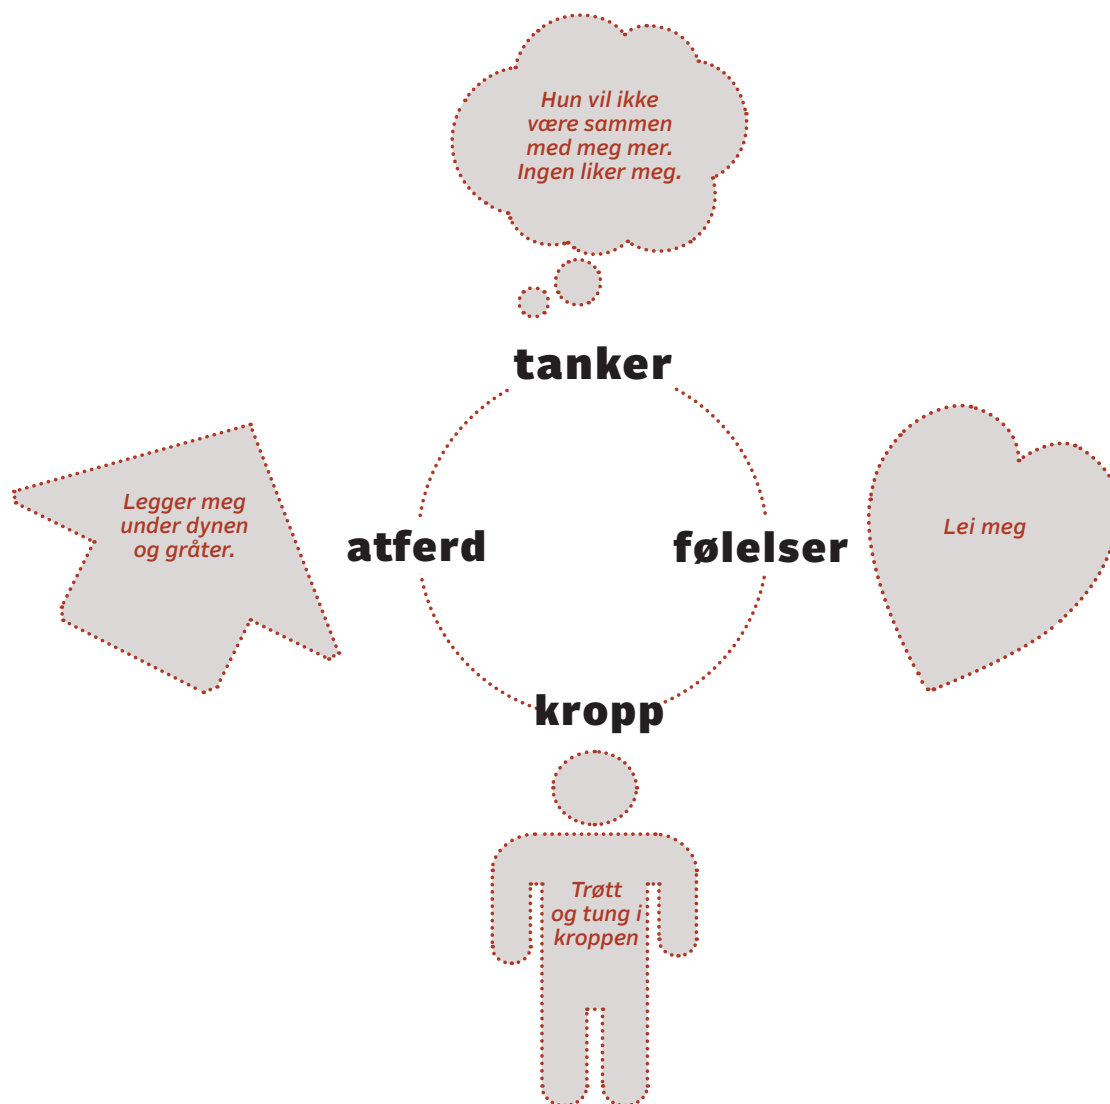 Hun vil ikke
være sammen
med meg mer.
Ingen liker meg.
tanker
Legger meg
under dynen
og gråter.
atferd
følelser
Lei meg
kropp
Trøtt
og tung i
kroppen